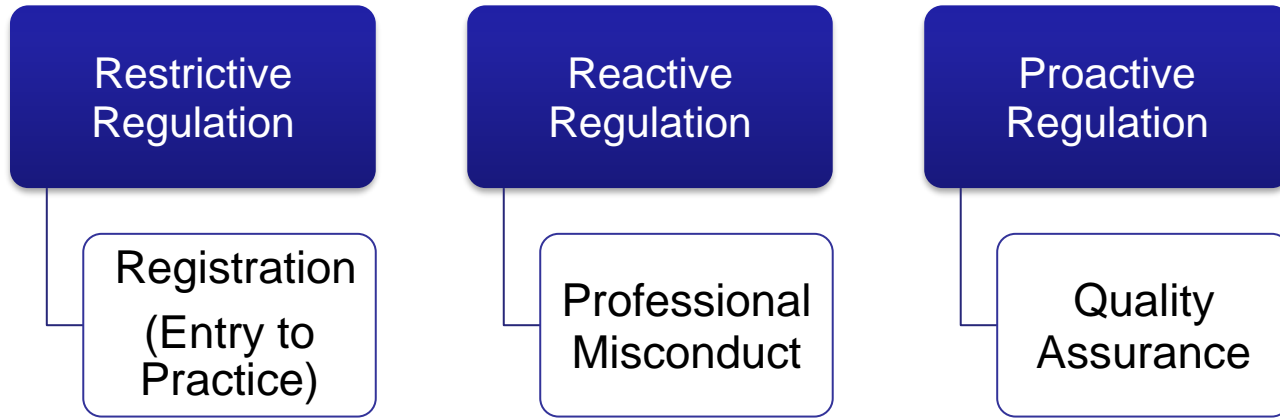 Restrictive
Regulation
Registration
(Entry to
Practice)
Reactive
Regulation
Professional
Misconduct
Proactive
Regulation
Quality
Assurance